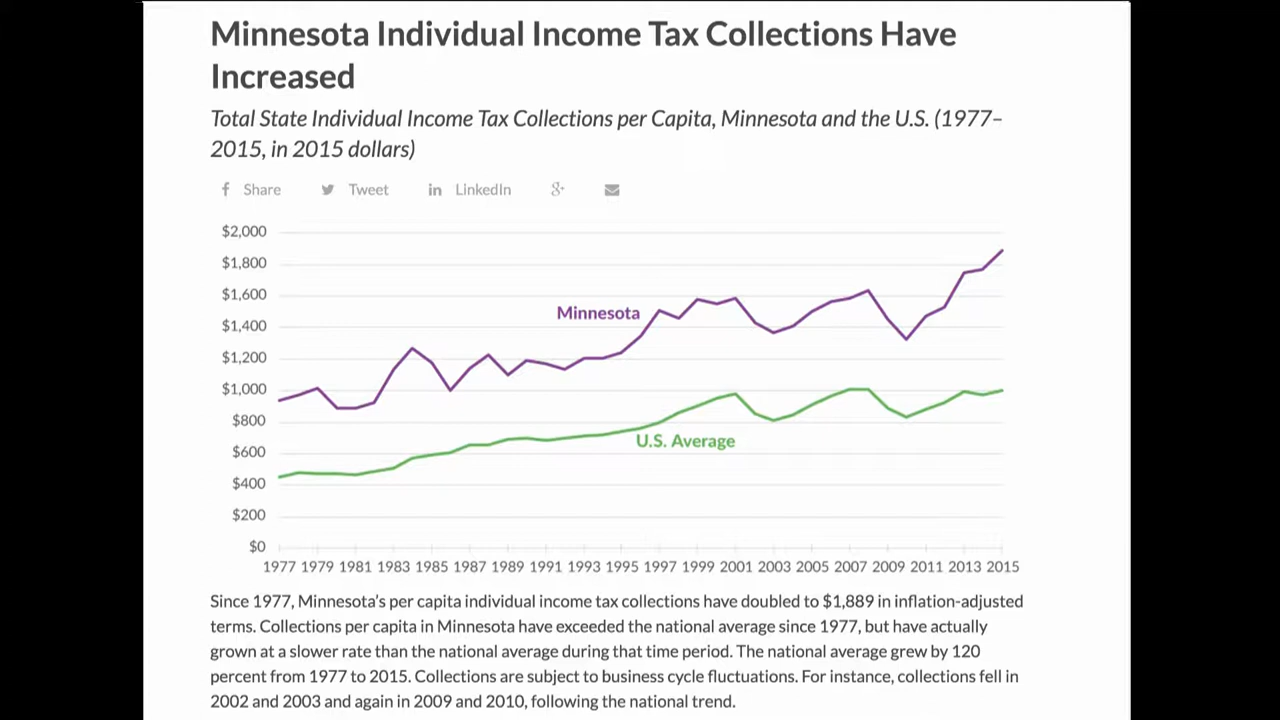 Minnesota Individual Income Tax Collections Have
Increased
Total State Individual Income Tax Collections per Capita, Minnesota and the U.S. (1977–
2015, in 2015 dollars)
f Share Tweet in LinkedIn g+
$2,000
$1,800
$1,600
$1,400
$1,200
$1,000
$800
$600
$400
$200
$0
Minnesota
U.S. Average
1977 1979 1981 1983 1985 1987 1989 1991 1993 1995 1997 1999 2001 2003 2005 2007 2009 2011 2013 2015
Since 1977, Minnesota's per capita individual income tax collections have doubled to $1,889 in inflation-adjusted
terms. Collections per capita in Minnesota have exceeded the national average since 1977, but have actually
grown at a slower rate than the national average during that time period. The national average grew by 120
percent from 1977 to 2015. Collections are subject to business cycle fluctuations. For instance, collections fell in
2002 and 2003 and again in 2009 and 2010, following the national trend.